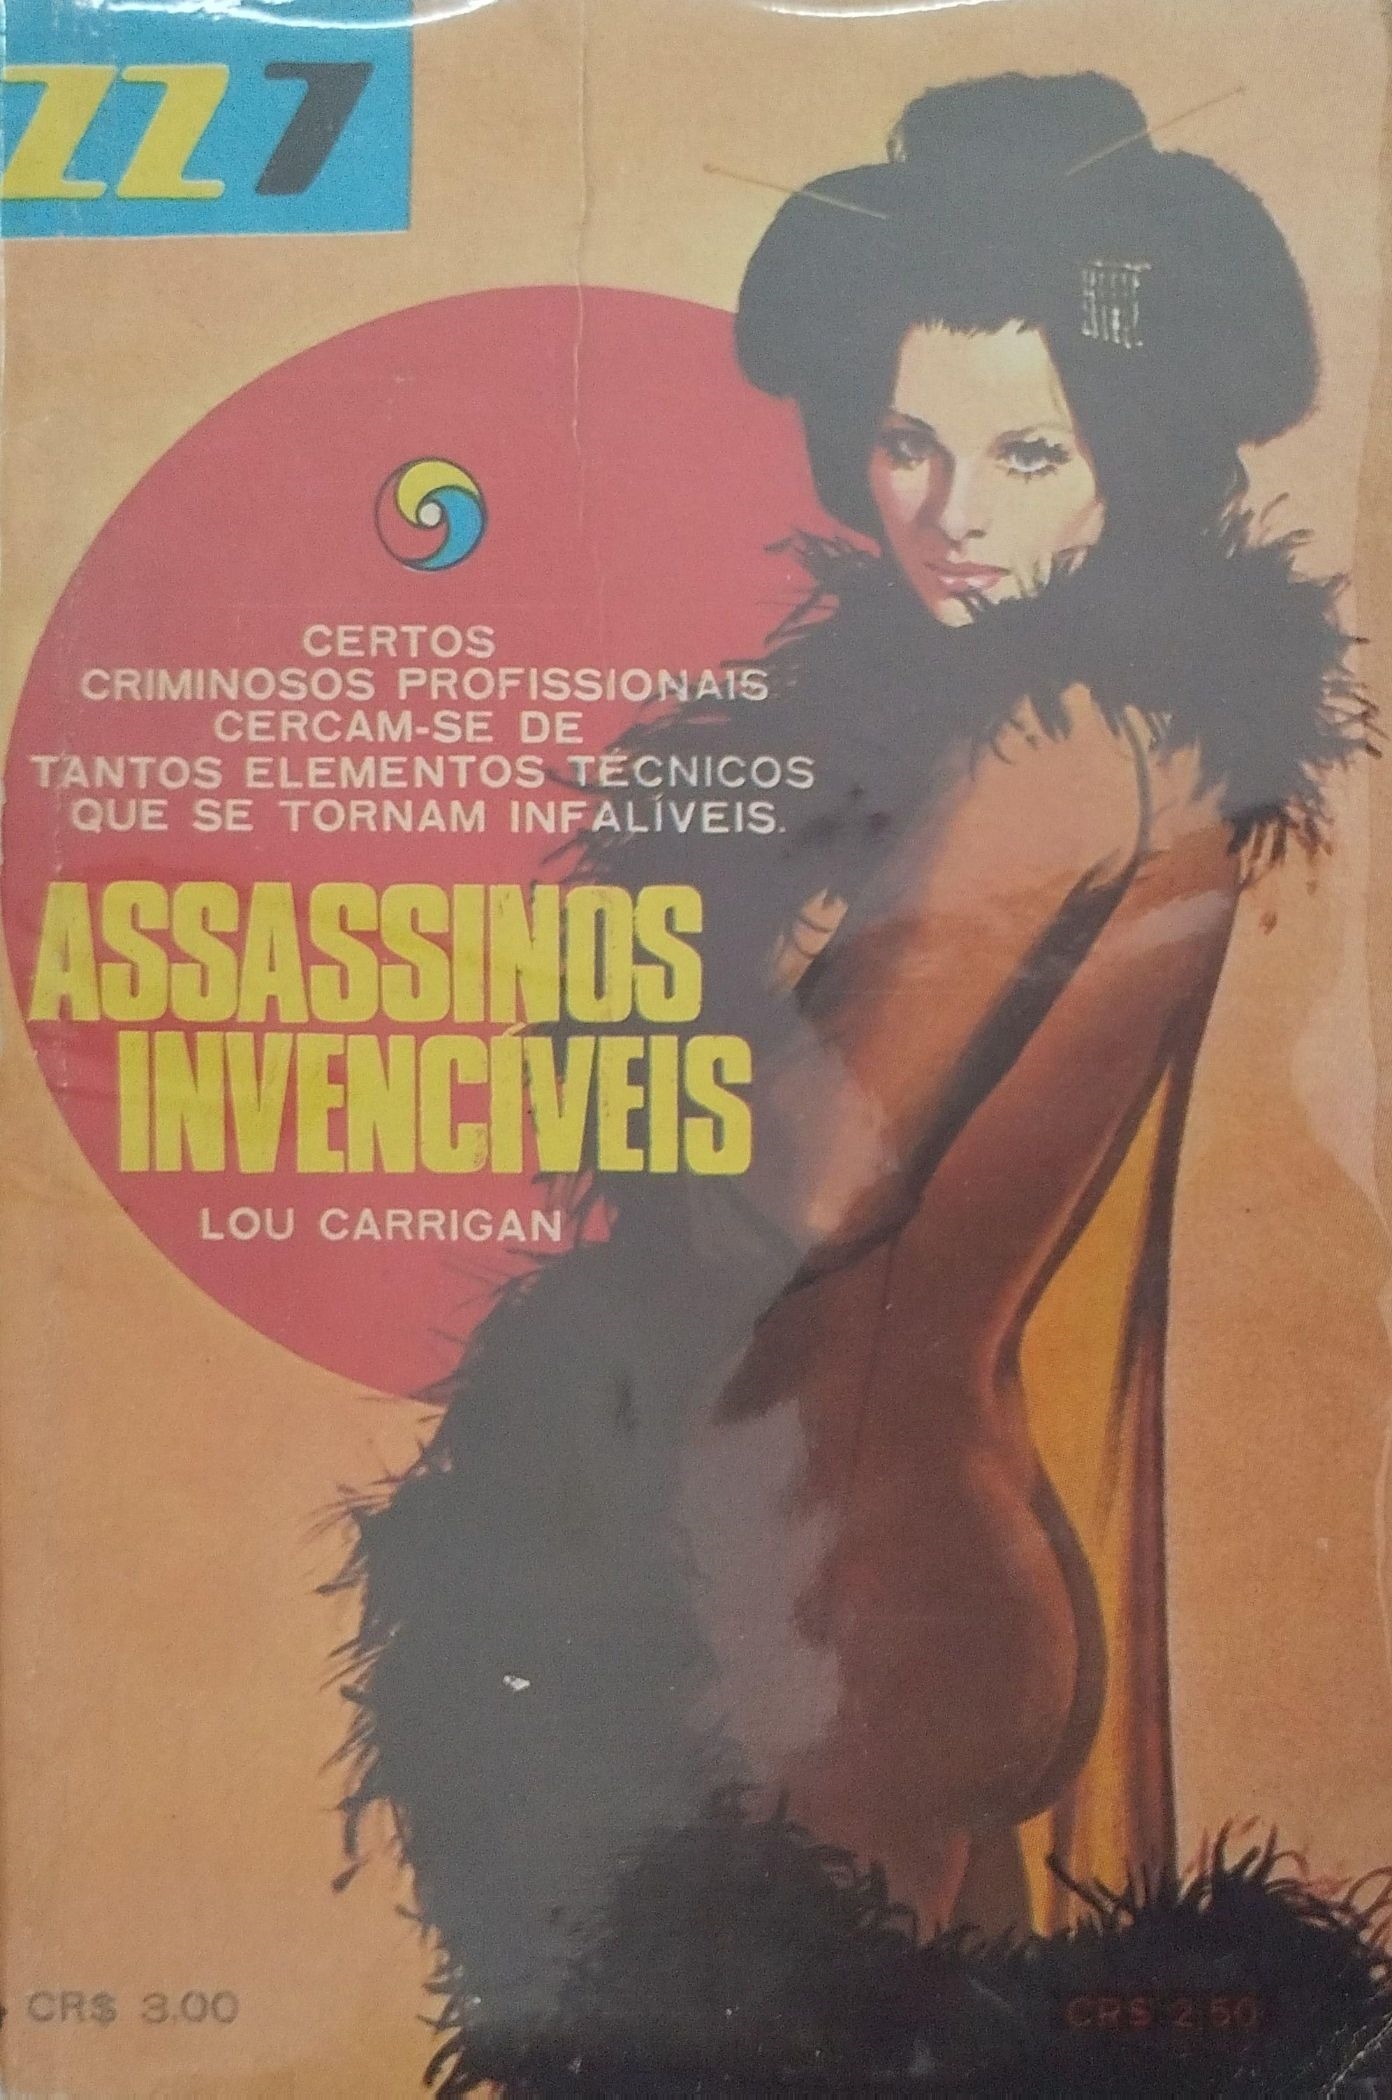 ZZ7
CERTOS
CRIMINOSOS PROFISSIONAIS
CERCAM-SE DE
TANTOS ELEMENTOS TÉCNICOS
QUE SE TORNAM INFALÍVEIS.
ASSASSINOS
INVENCÍVEIS
LOU CARRIGAN
CR$ 3,00
CR$ 2,50